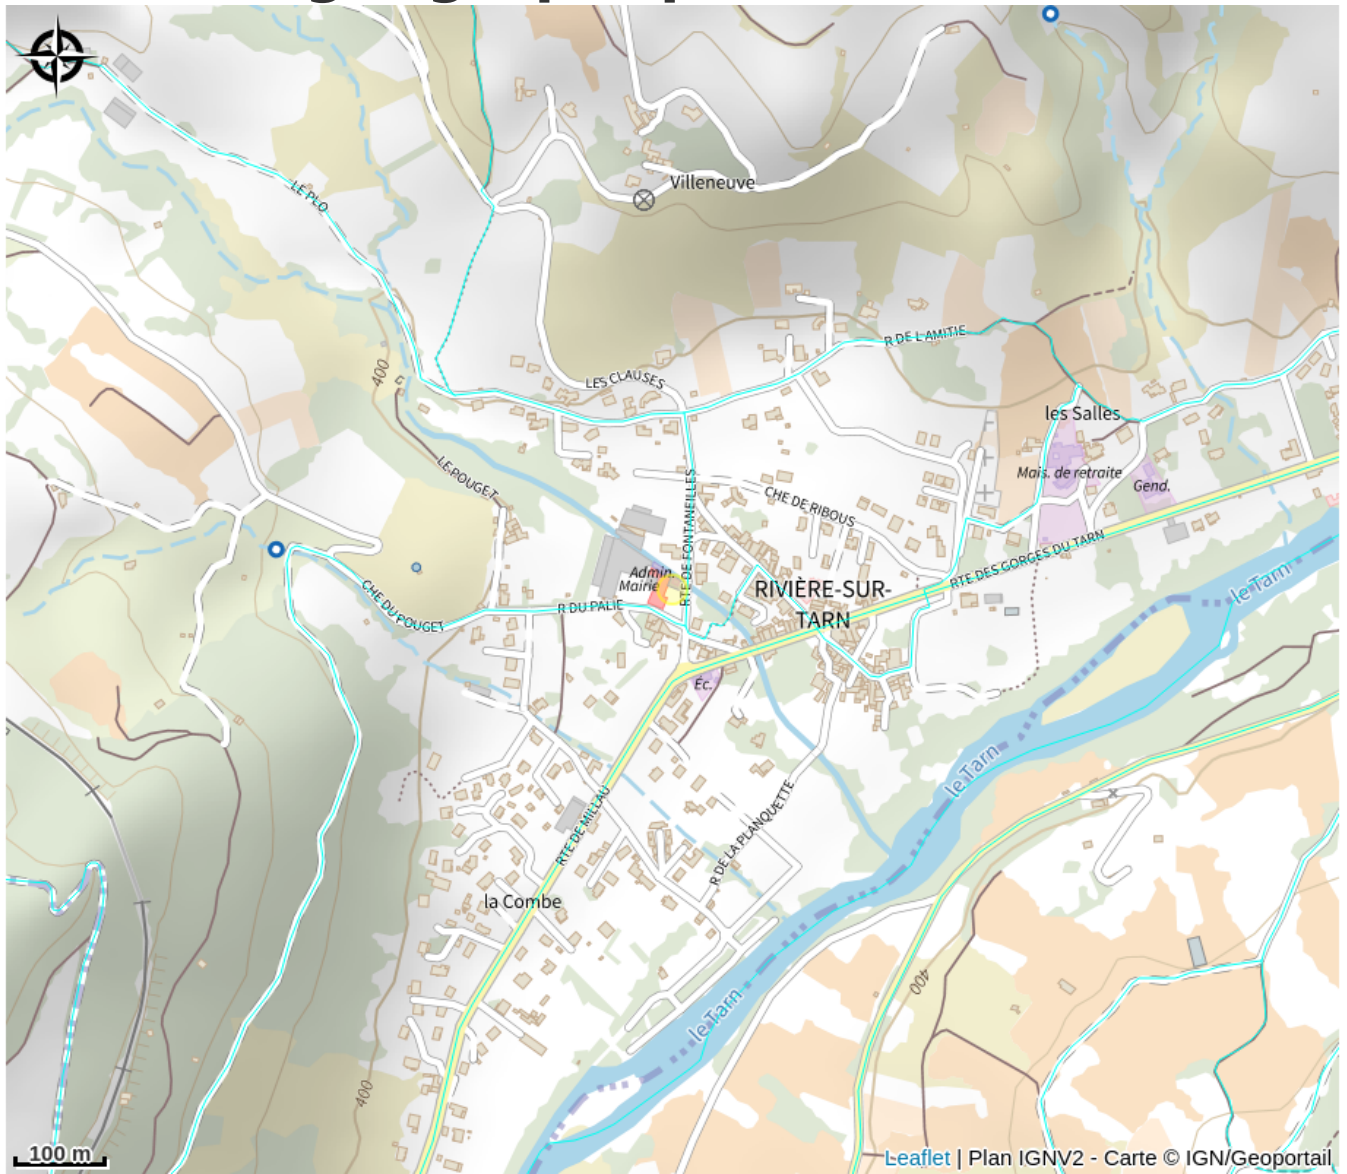 Villeneuve
LE PLO
R DE L'AMITIE
400
LES CLAUSES
les Salles
LE POUGET
Mais. de retraite
Gend.
CHE DE RIBOUS
RTE DE FONTANEILLES
RTE DES GORGES DU TARN
Admin.
Mairie
RIVIÈRE-SUR-
TARN
le Tarn
CHE DU POUGET
R DU PALIE
Éc.
le Tarn
RTE DE MILLAU
R DE LA PLANQUETTE
la Combe
400
le Tarn
400
100 m
Leaflet | Plan IGNV2 - Carte © IGN/Geoportail